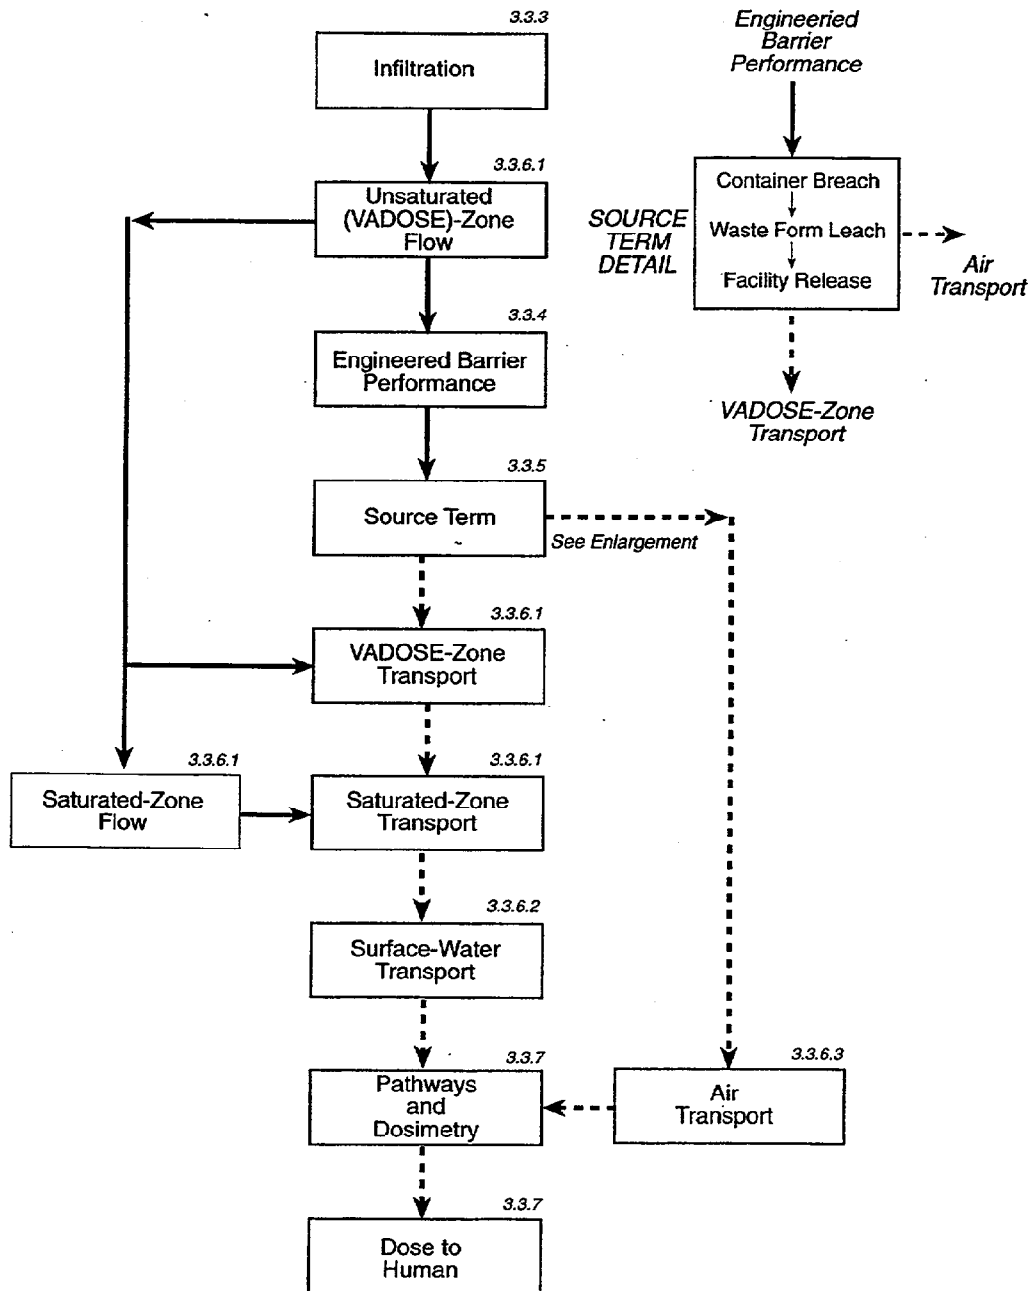 3.3.3
Infiltration
3.3.6.1
Unsaturated
(VADOSE)-Zone
Flow
3.3.4
Engineered Barrier
Performance
3.3.5
Source Term
See Enlargement
3.3.6.1
VADOSE-Zone
Transport
3.3.6.1
Saturated-Zone
Flow
3.3.6.1
Saturated-Zone
Transport
3.3.6.2
Surface-Water
Transport
3.3.7
Pathways
and
Dosimetry
3.3.6.3
Air
Transport
3.3.7
Dose to
Human
Engineeried
Barrier
Performance
SOURCE
TERM
DETAIL
Container Breach
Waste Form Leach
Facility Release
Air
Transport
VADOSE-Zone
Transport